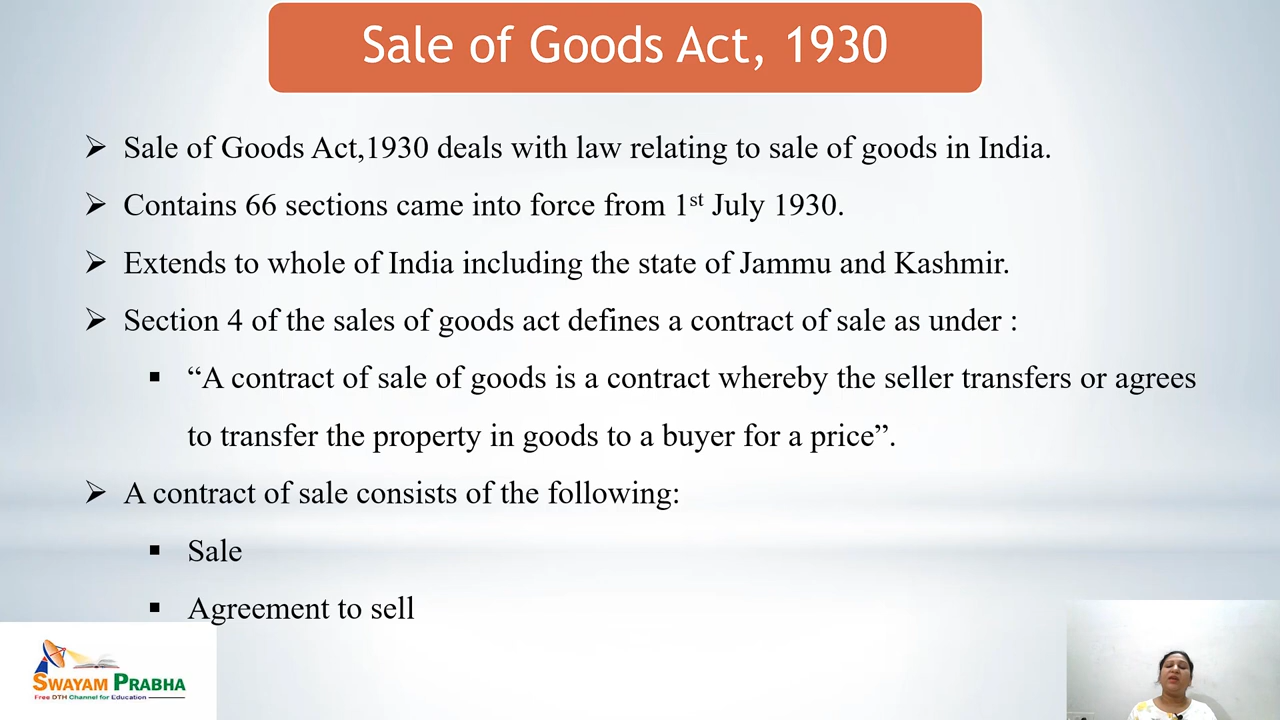 Sale of Goods Act, 1930
➢ Sale of Goods Act,1930 deals with law relating to sale of goods in India.
➢ Contains 66 sections came into force from 1st July 1930.
➢ Extends to whole of India including the state of Jammu and Kashmir.
➢ Section 4 of the sales of goods act defines a contract of sale as under :
▪ “A contract of sale of goods is a contract whereby the seller transfers or agrees
to transfer the property in goods to a buyer for a price”.
➢ A contract of sale consists of the following:
▪ Sale
▪ Agreement to sell
SWAYAM PRABHA
Free DTH Channel for Education